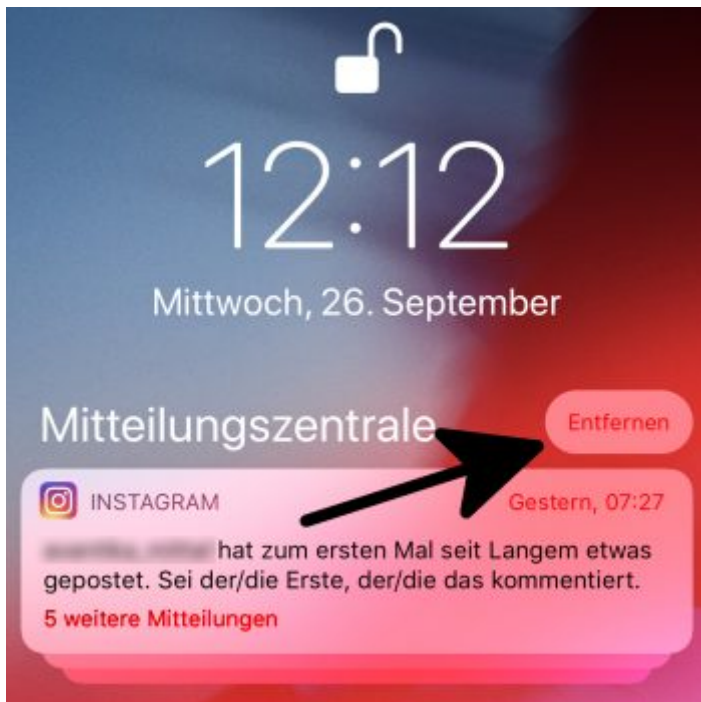 12:12
Mittwoch, 26. September
Mitteilungszentrale Entfernen
INSTAGRAM Gestern, 07:27
hat zum ersten Mal seit Langem etwas
gepostet. Sei der/die Erste, der/die das kommentiert.
5 weitere Mitteilungen